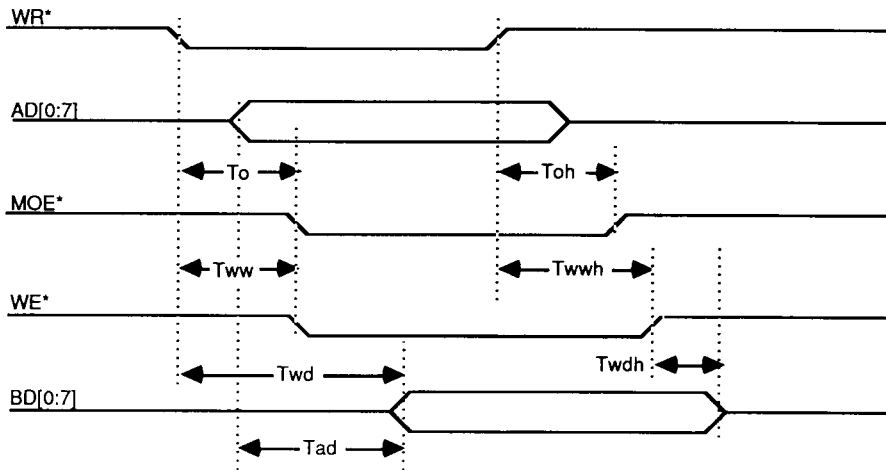 WR*
AD[0:7]
To
Toh
MOE*
Tww
Twwh
WE*
Twd
Twdh
BD[0:7]
Tad